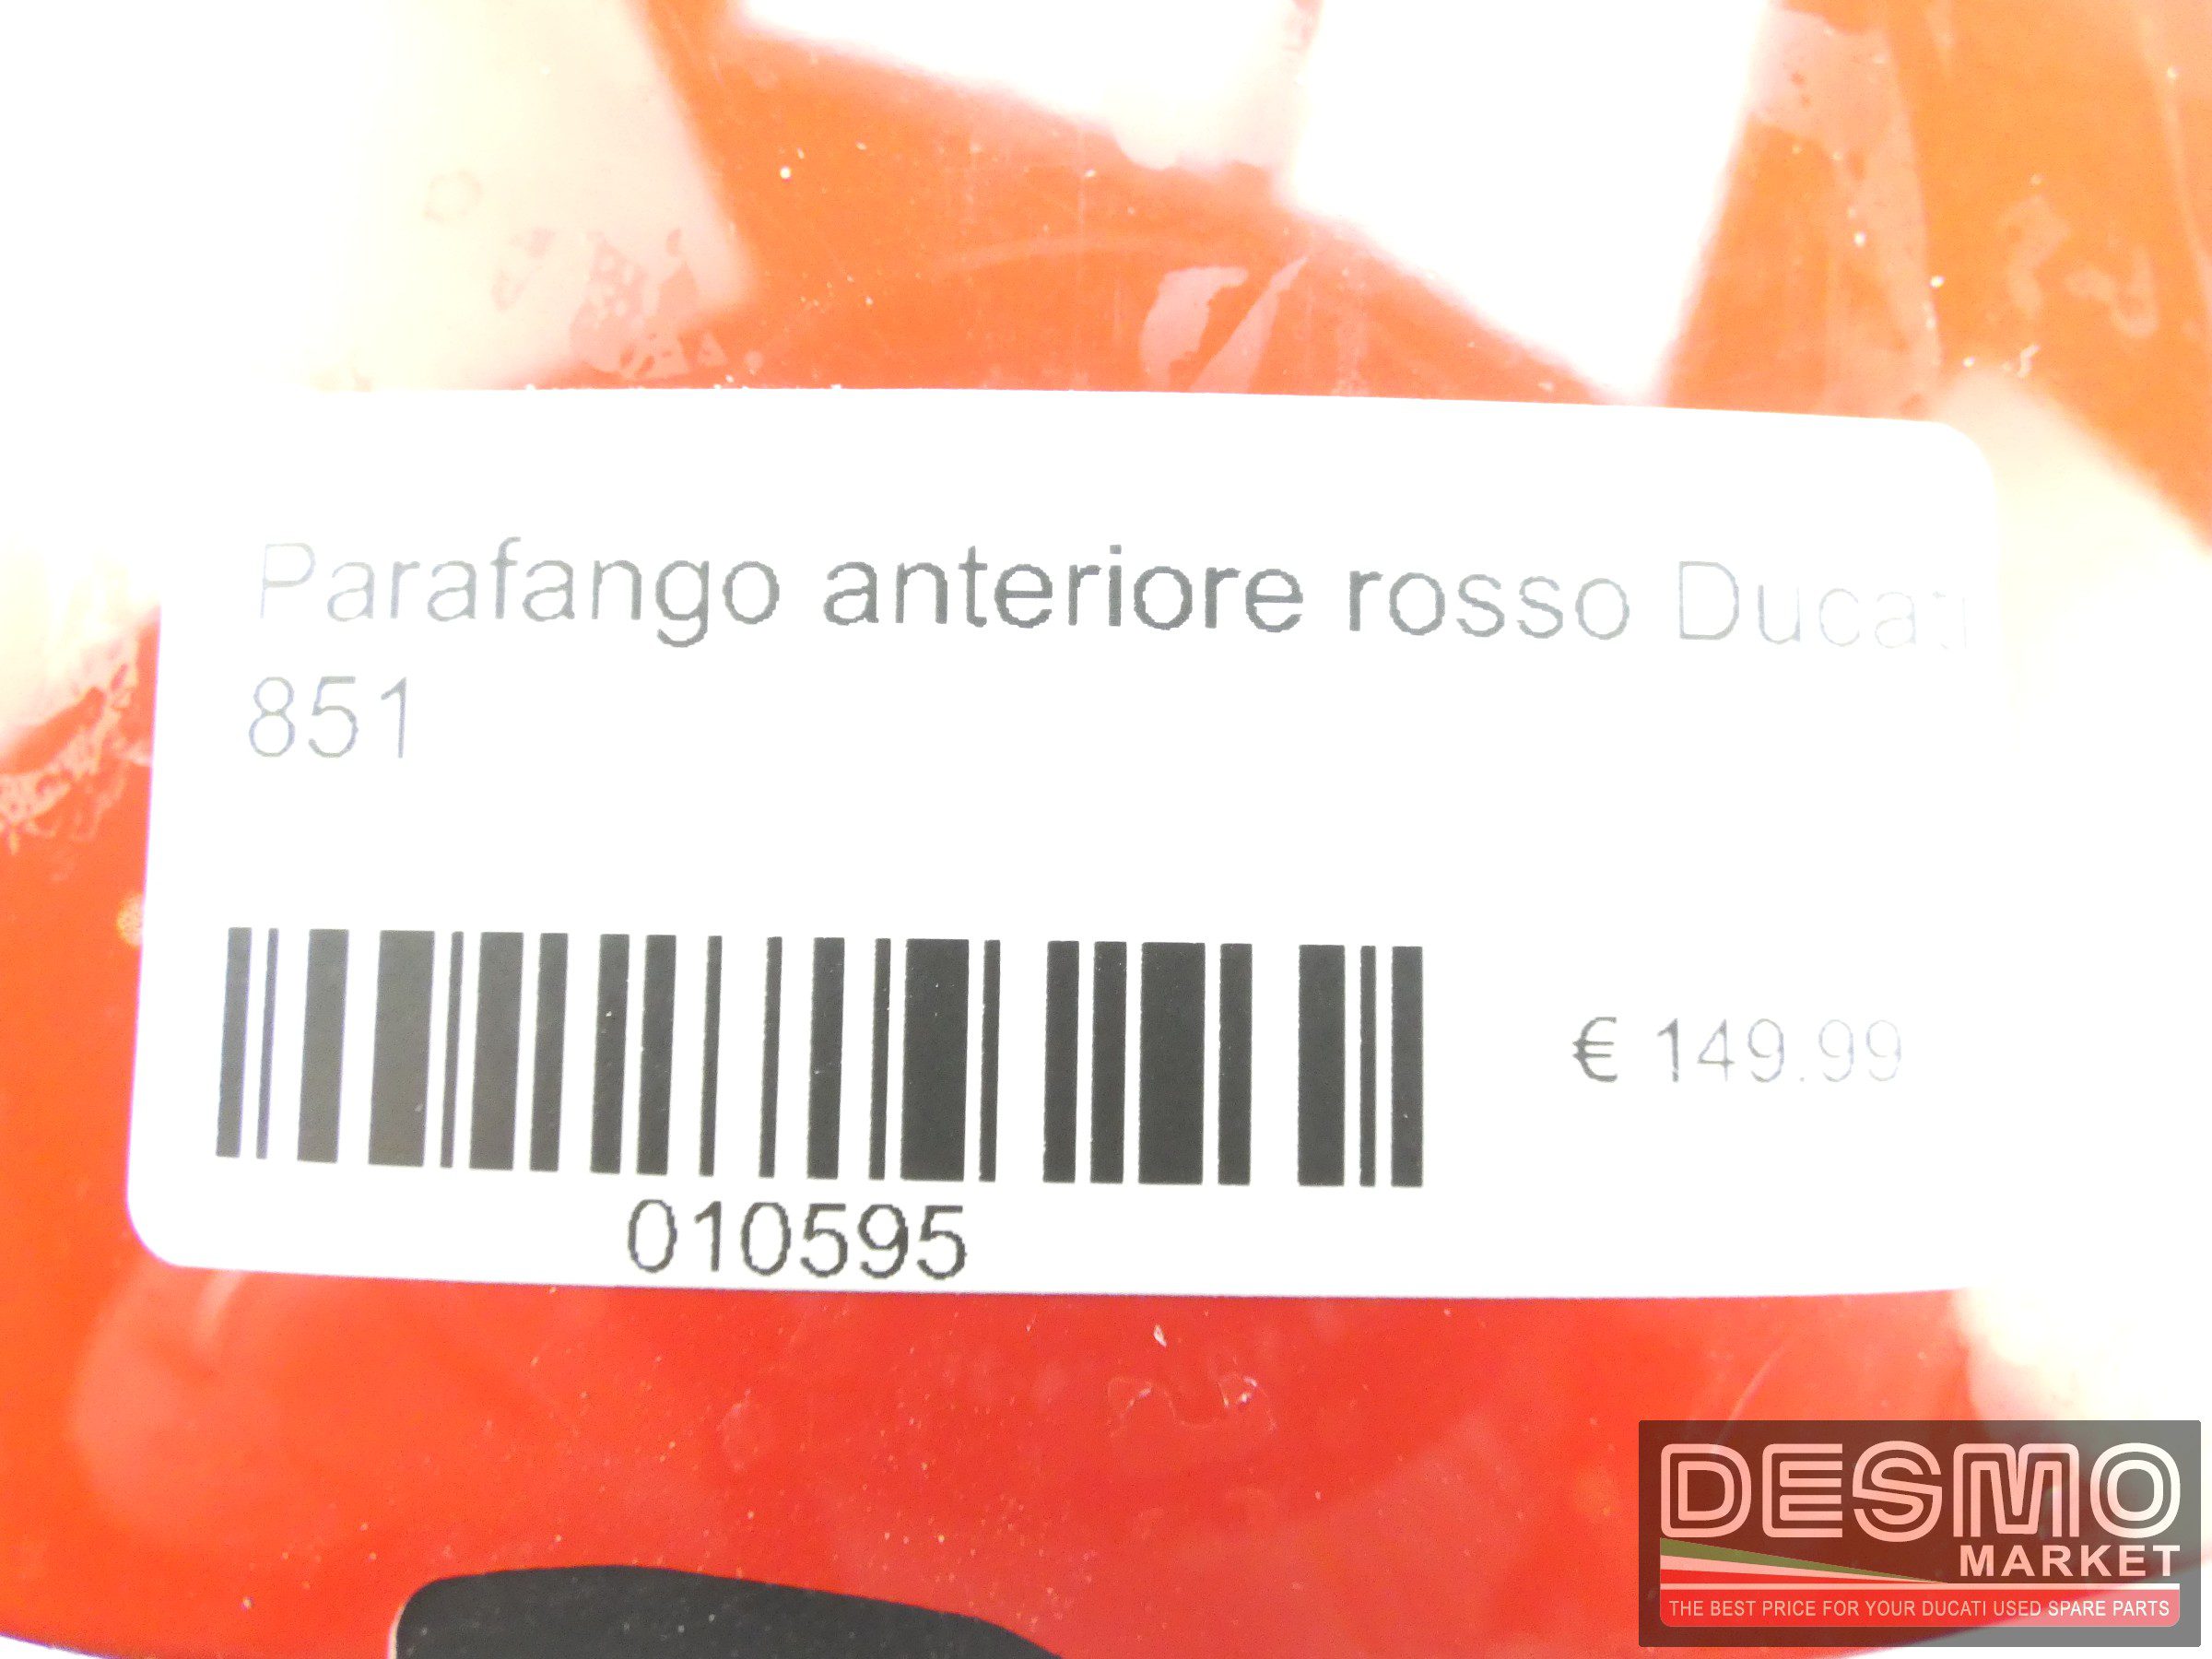 Parafango anteriore rosso Ducati
851
€ 149.99
010595
DESMO
MARKET
THE BEST PRICE FOR YOUR DUCATI USED SPARE PARTS